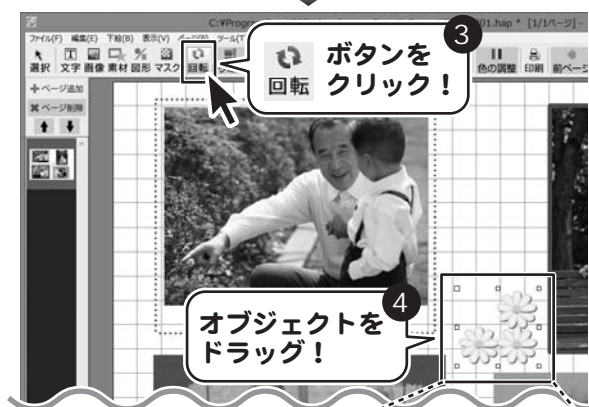 C:¥Progr
01.hap * [1/1ページ] -
ファイル(F) 編集(E) 下絵(B) 表示(V) ページ(P) ツール(T
選択 文字 画像 素材 図形 マスク 回転
色の調整 印刷 前ページ
ページ追加
ページ削除
3
回転
ボタンを
クリック！
4
オブジェクトを
ドラッグ！